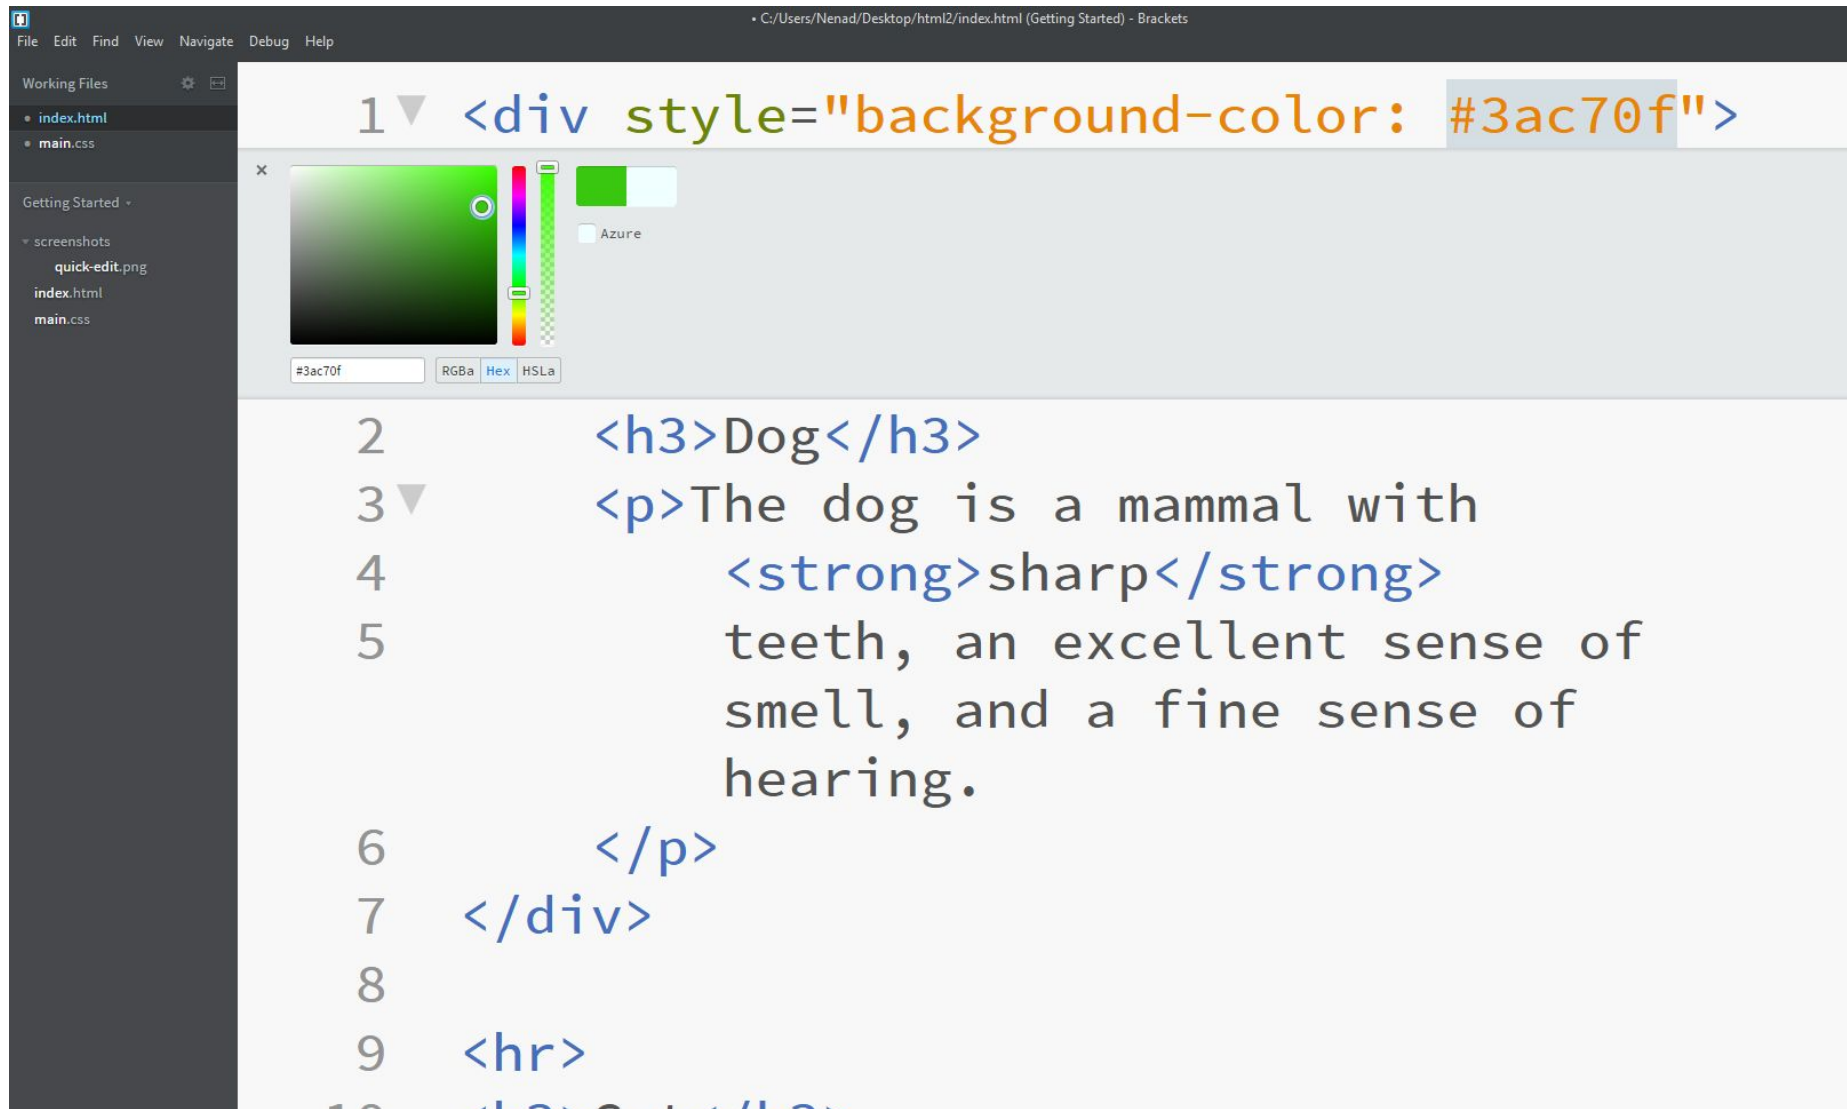 • C:/Users/Nenad/Desktop/html2/index.html (Getting Started) - Brackets
File Edit Find View Navigate Debug Help
Working Files
index.html
main.css
Getting Started
screenshots
quick-edit.png
index.html
main.css
1 <div style="background-color: #3ac70f">
Azure
#3ac70f RGBa Hex HSLa
2 <h3>Dog</h3>
3 <p>The dog is a mammal with
4 <strong>sharp</strong>
5 teeth, an excellent sense of
smell, and a fine sense of
hearing.
6 </p>
7 </div>
8
9 <hr>